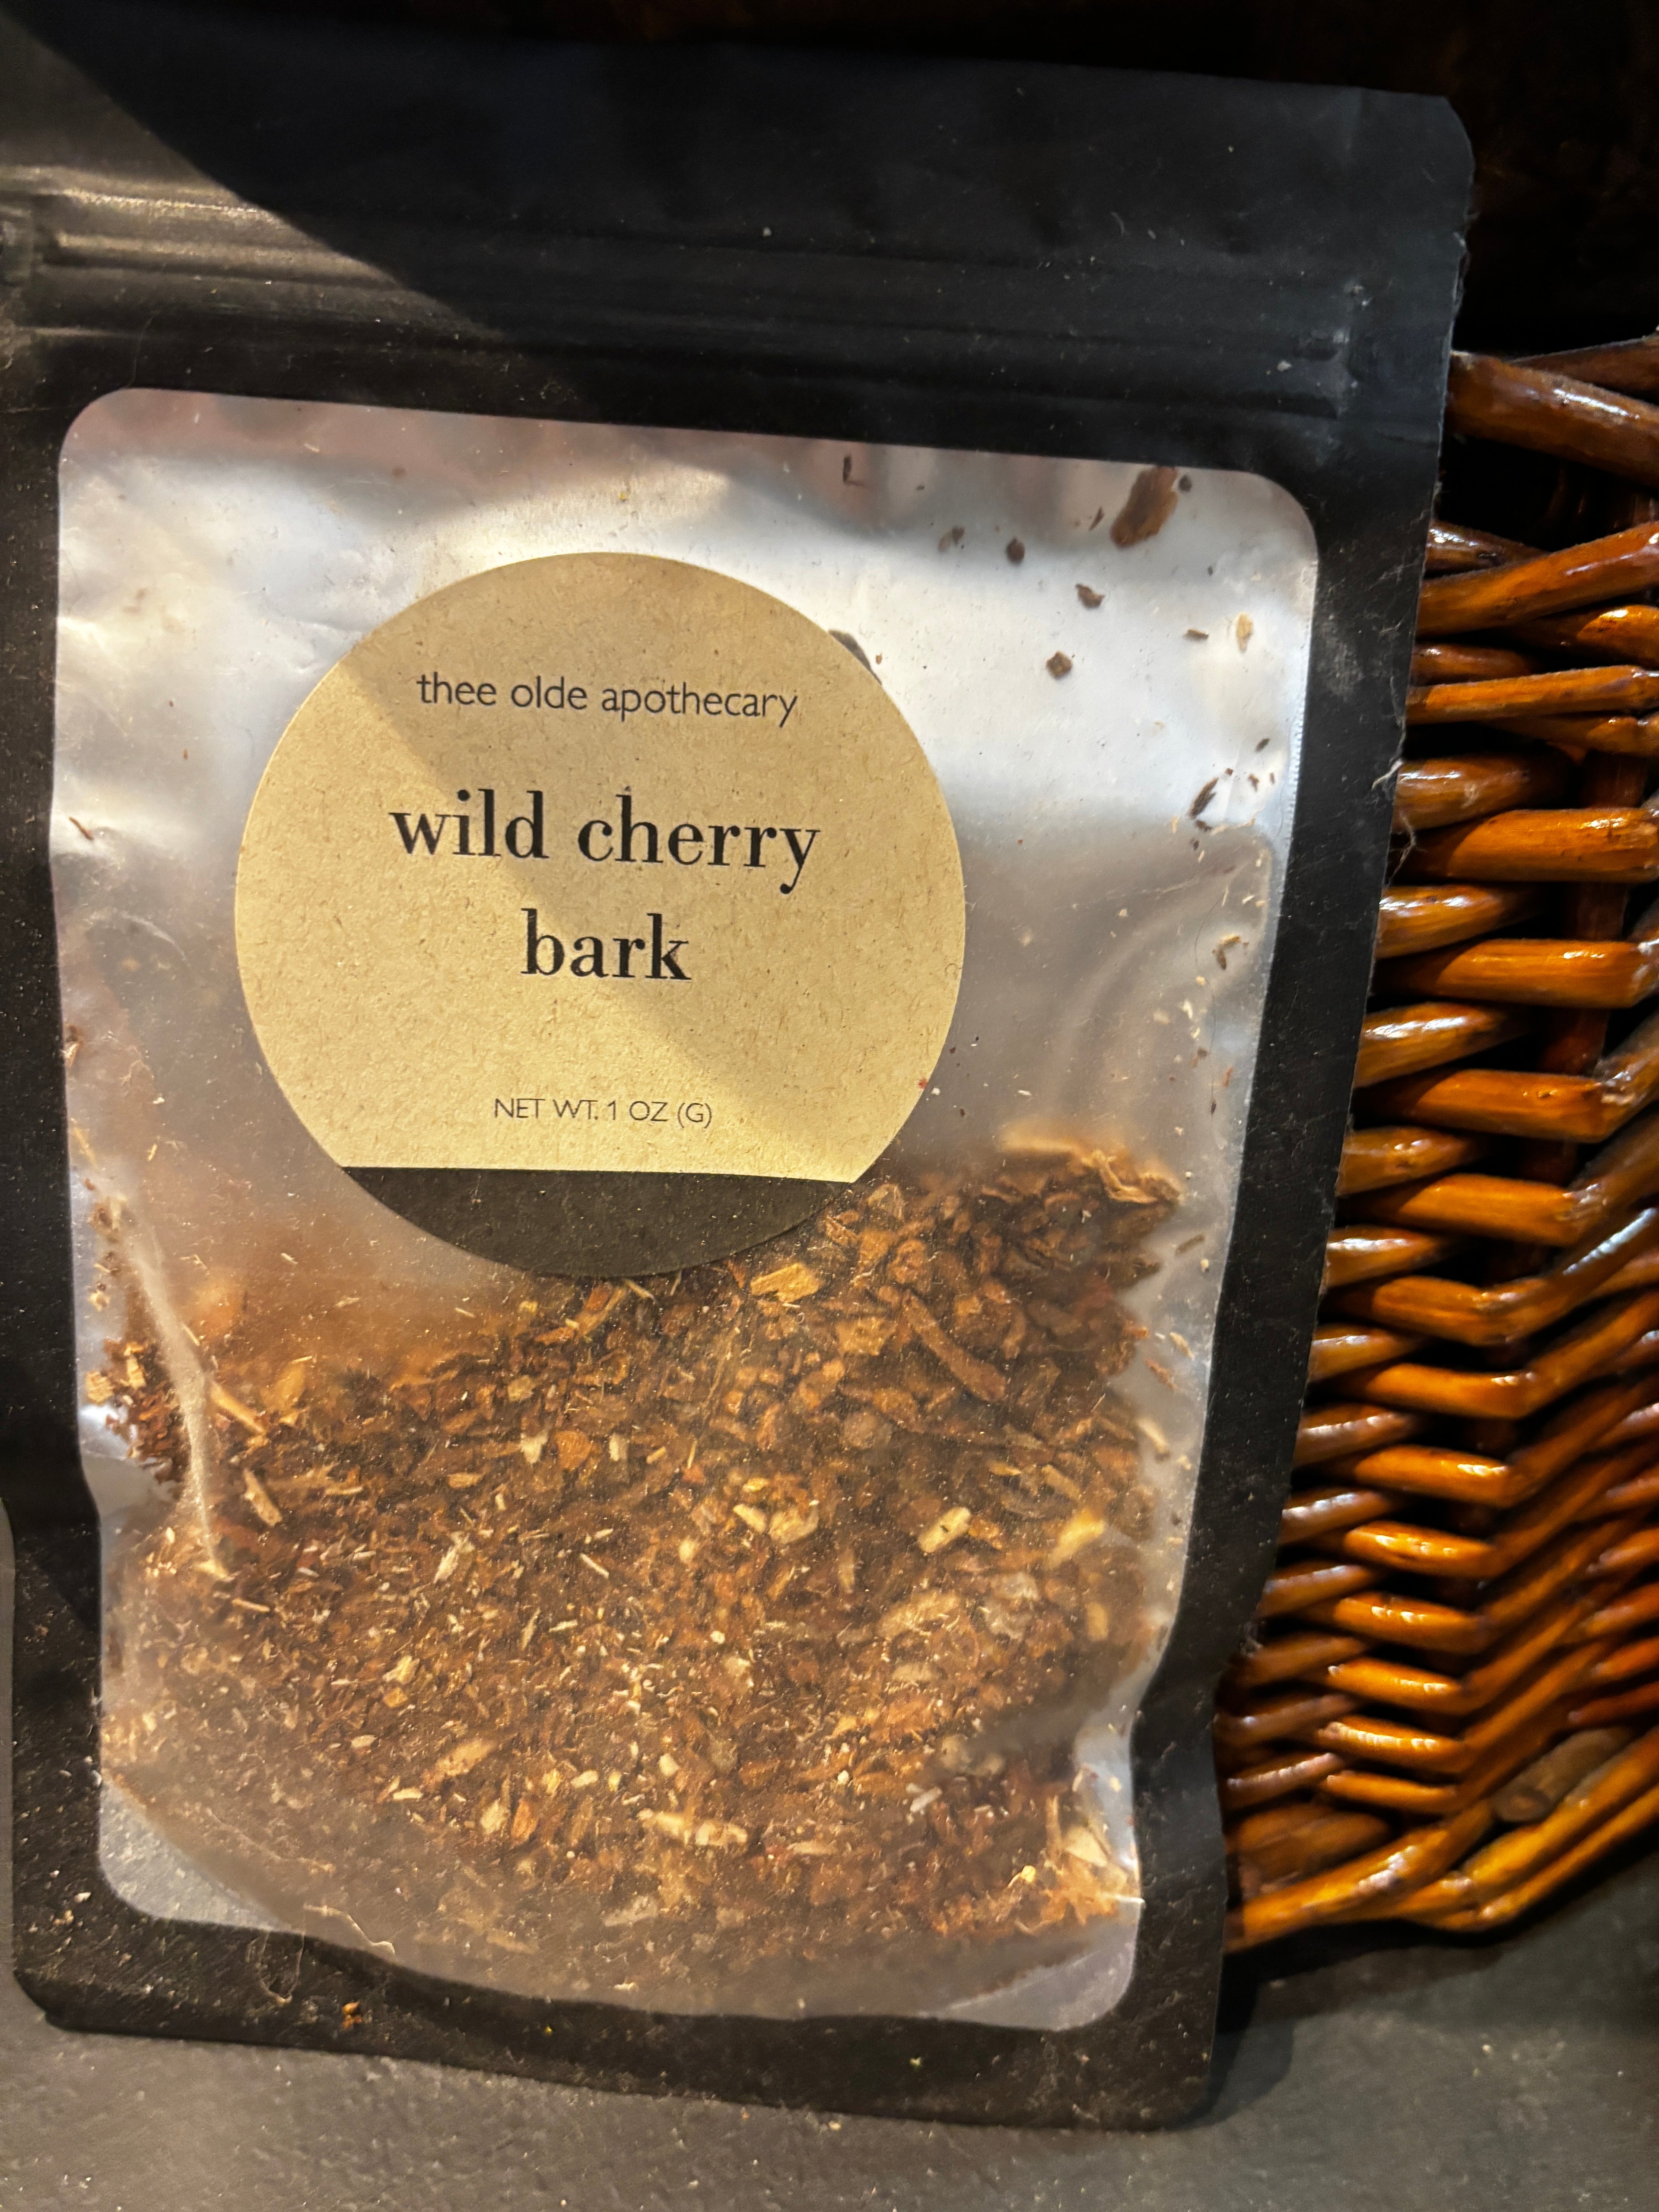 thee olde apothecary
wild cherry
bark
NET WT. 1 OZ (G)